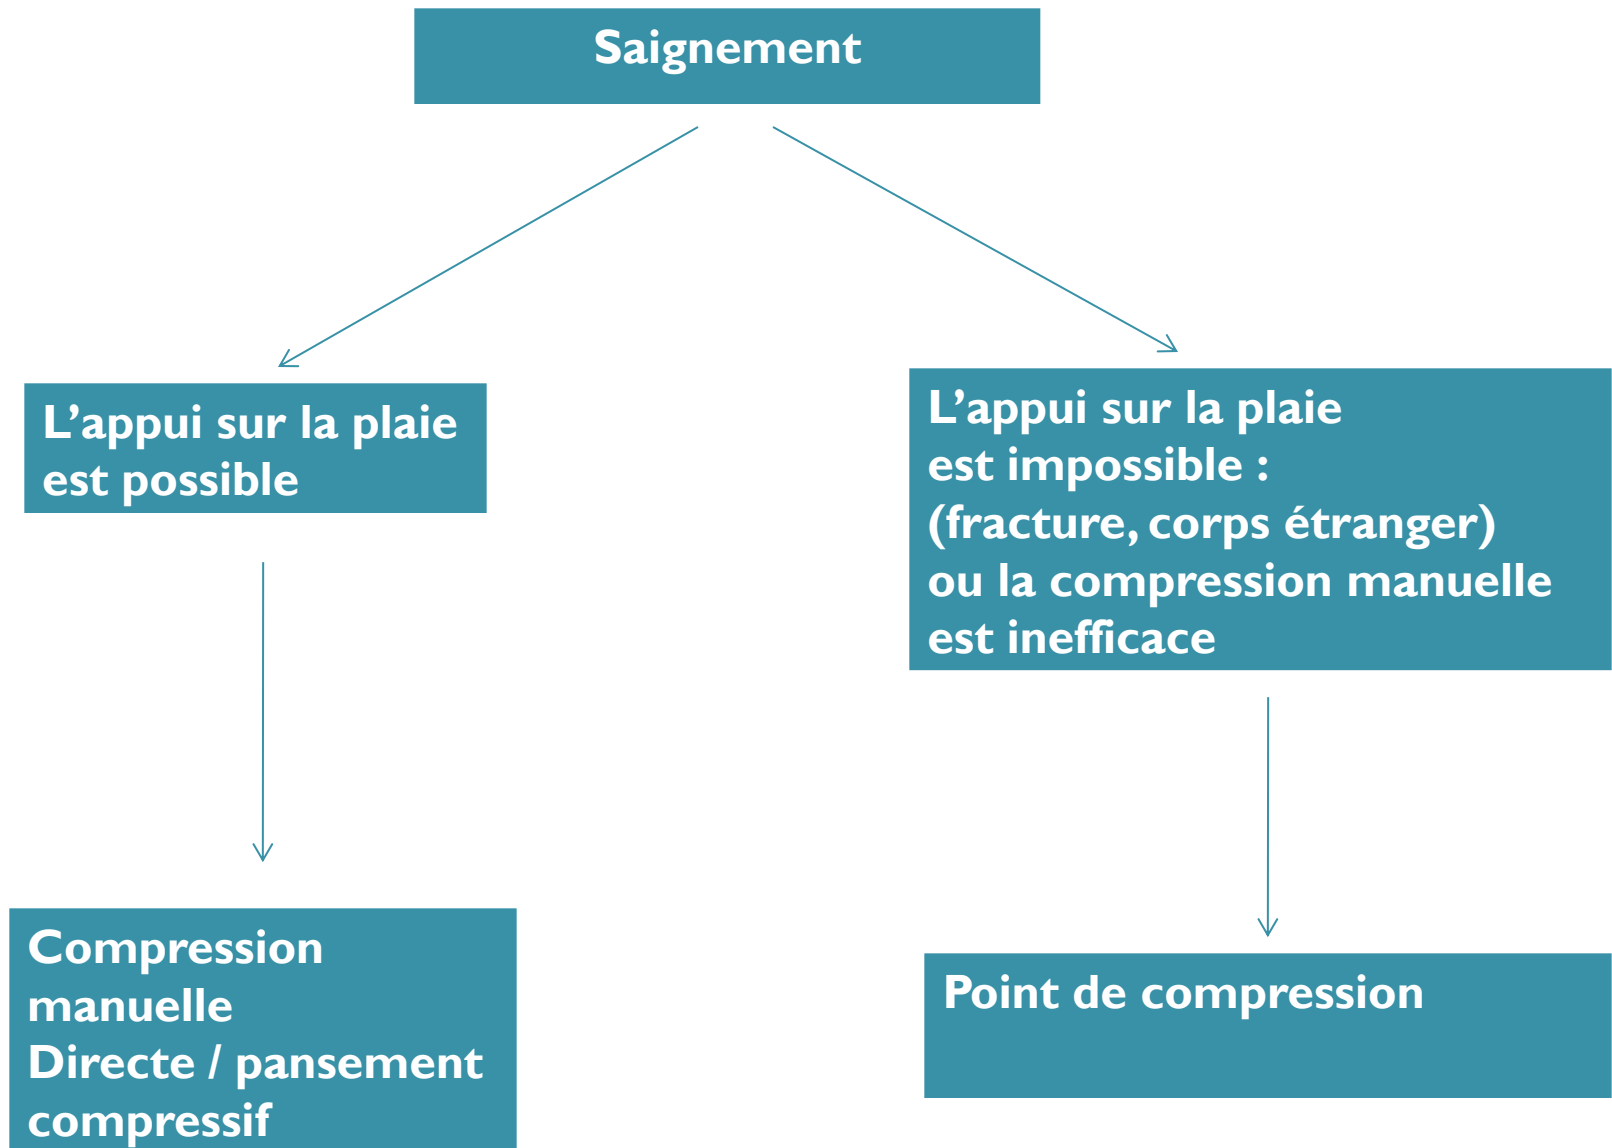 Saignement
L’appui sur la plaie
est possible
L’appui sur la plaie
est impossible :
(fracture, corps étranger)
ou la compression manuelle
est inefficace
Compression
manuelle
Directe / pansement
compressif
Point de compression